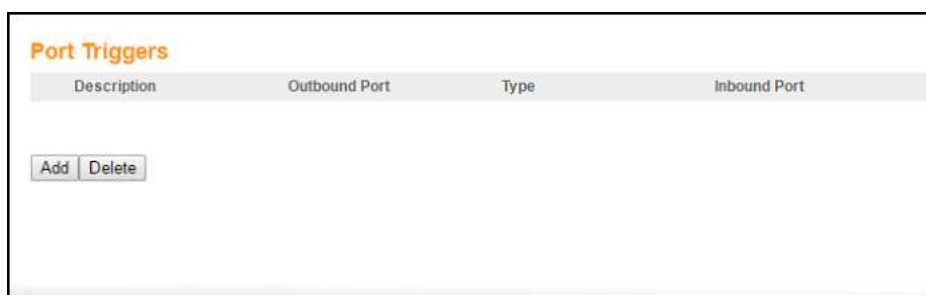 Port Triggers
Description Outbound Port Type Inbound Port
Add Delete